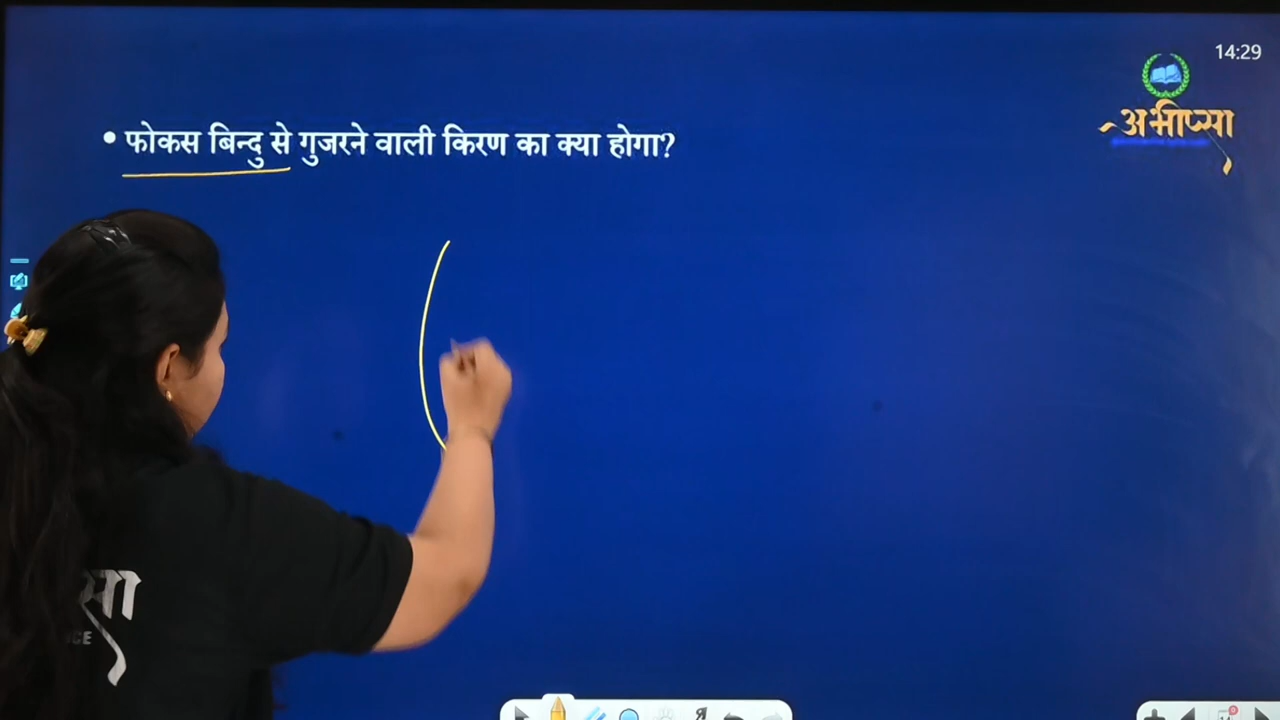 14:29
अभीप्सा
• फोकस बिन्दु से गुजरने वाली किरण का क्या होगा?